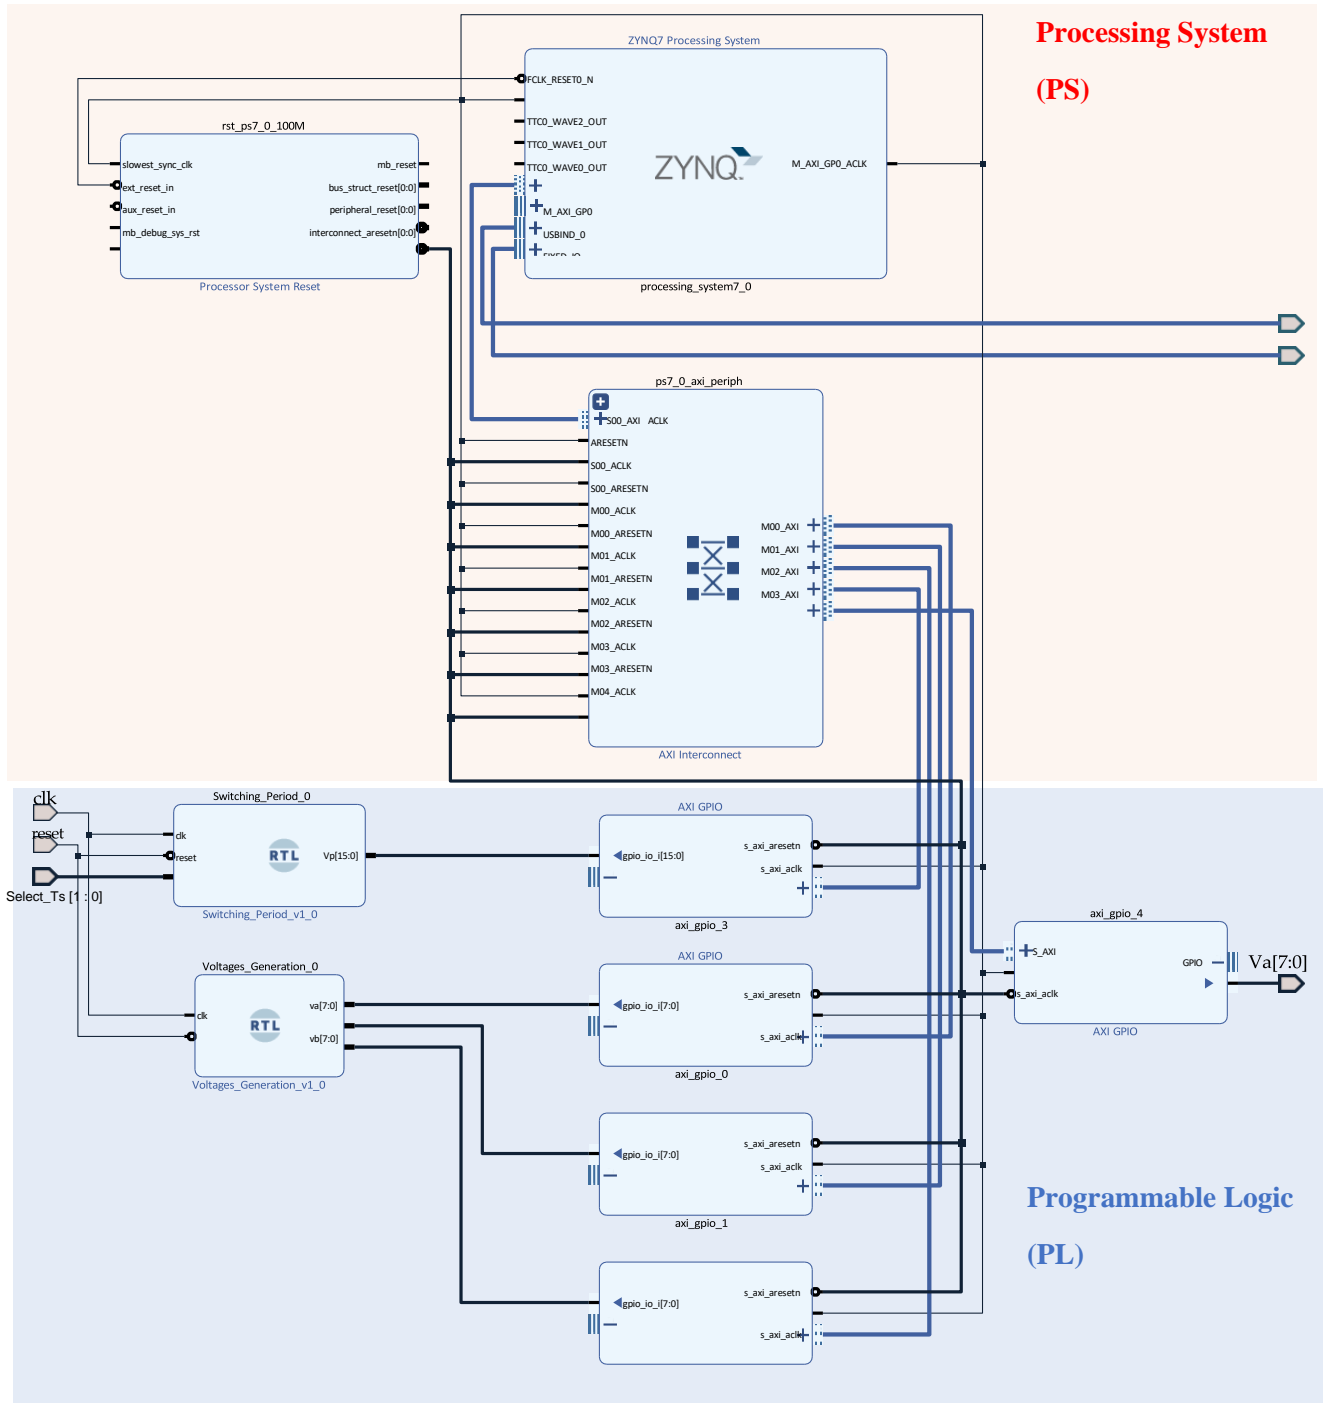 Processing System
(PS)
ZYNQ7 Processing System
FCLK_RESET0_N
TTC0_WAVE2_OUT
TTC0_WAVE1_OUT
TTC0_WAVE0_OUT
M_AXI_GP0
USBIND_0
ZYNQ
M_AXI_GP0_ACLK
processing_system7_0
rst_ps7_0_100M
slowest_sync_clk
ext_reset_in
aux_reset_in
mb_debug_sys_rst
mb_reset
bus_struct_reset[0:0]
peripheral_reset[0:0]
interconnect_aresetn[0:0]
Processor System Reset
ps7_0_axi_periph
S00_AXI ACLK
ARESETN
S00_ACLK
S00_ARESETN
M00_ACLK
M00_ARESETN
M01_ACLK
M01_ARESETN
M02_ACLK
M02_ARESETN
M03_ACLK
M03_ARESETN
M04_ACLK
M00_AXI
M01_AXI
M02_AXI
M03_AXI
AXI Interconnect
clk
reset
Select_Ts [1 : 0]
Switching_Period_0
clk
reset
RTL
Vp[15:0]
Switching_Period_v1_0
Voltages_Generation_0
clk
RTL
va[7:0]
vb[7:0]
Voltages_Generation_v1_0
AXI GPIO
gpio_io_i[15:0]
s_axi_aresetn
s_axi_aclk
axi_gpio_3
AXI GPIO
gpio_io_i[7:0]
s_axi_aresetn
s_axi_aclk
axi_gpio_0
gpio_io_i[7:0]
s_axi_aresetn
s_axi_aclk
axi_gpio_1
gpio_io_i[7:0]
s_axi_aresetn
s_axi_aclk
axi_gpio_4
S_AXI
s_axi_aclk
GPIO
AXI GPIO
Va[7:0]
Programmable Logic
(PL)